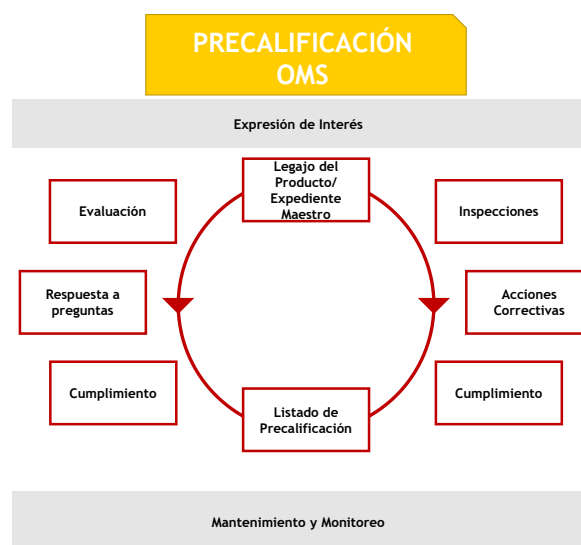 PRECALIFICACIÓN
OMS
Expresión de Interés
Legajo del
Producto/
Expediente
Maestro
Evaluación
Inspecciones
Respuesta a
preguntas
Acciones
Correctivas
Cumplimiento
Cumplimiento
Listado de
Precalificación
Mantenimiento y Monitoreo